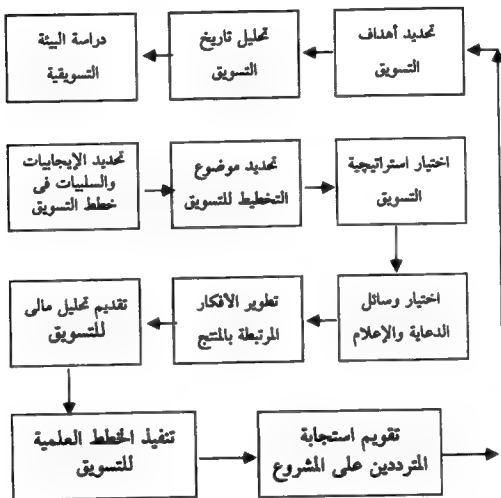 تحديد أهداف
التسويق
تحليل تاريخ
التسويق
دراسة البيئة
التسويقية
تحديد الإيجابيات
والسلبيات فى
خطط التسويق
تحديد موضوع
التخطيط للتسويق
اختيار استراتيجية
التسويق
اختيار وسائل
الدعاية والإعلام
تطوير الأفكار
المرتبطة بالمنتج
تقديم تحليل مالى
للتسويق
تنفيذ الخطط العلمية
للتسويق
تقويم استجابة
المترددين على المشروع